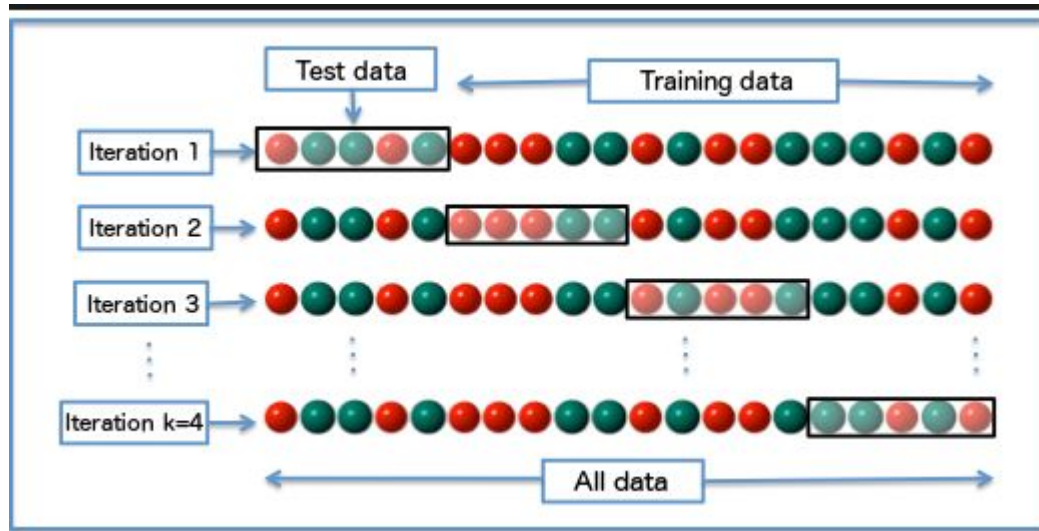 Test data
Training data
Iteration 1
Iteration 2
Iteration 3
Iteration k=4
All data